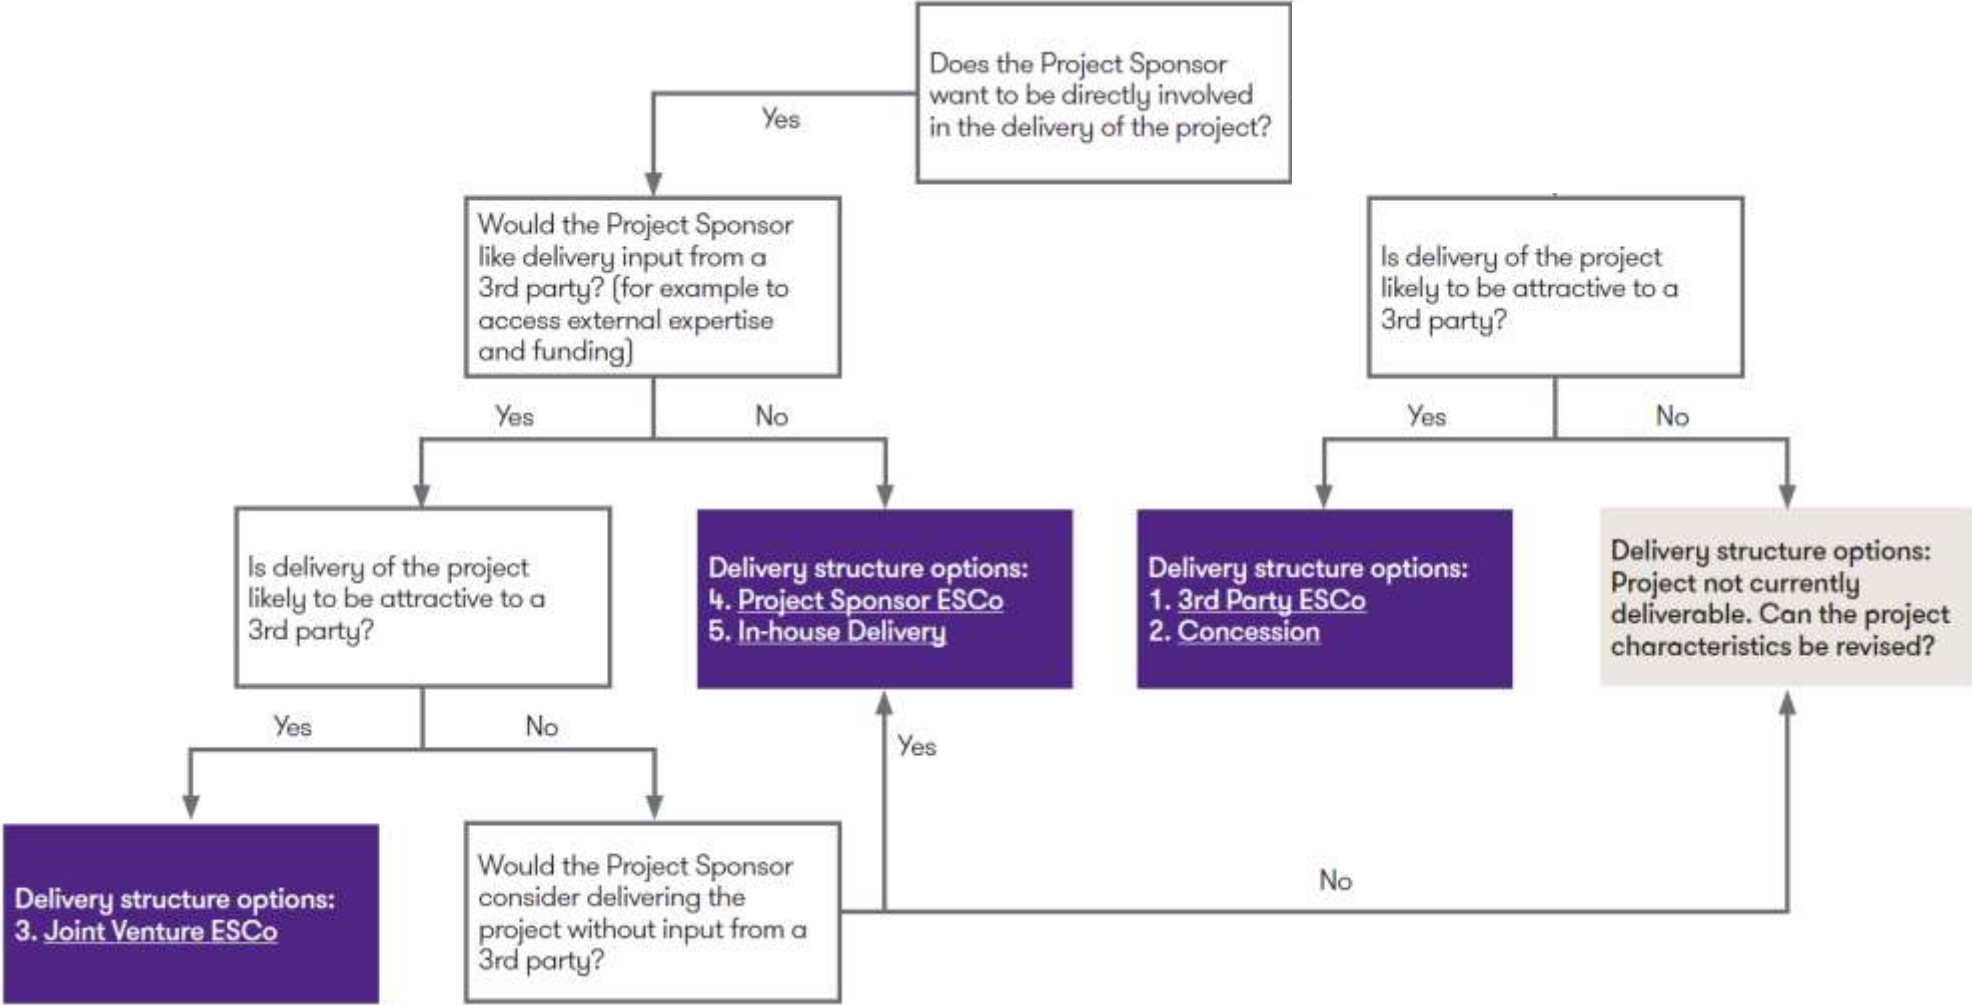 Does the Project Sponsor
want to be directly involved
in the delivery of the project?
Yes
Would the Project Sponsor
like delivery input from a
3rd party? (for example to
access external expertise
and funding)
Is delivery of the project
likely to be attractive to a
3rd party?
Yes
No
Yes
No
Is delivery of the project
likely to be attractive to a
3rd party?
Delivery structure options:
4. Project Sponsor ESCo
5. In-house Delivery
Delivery structure options:
1. 3rd Party ESCo
2. Concession
Delivery structure options:
Project not currently
deliverable. Can the project
characteristics be revised?
Yes
No
Yes
Delivery structure options:
3. Joint Venture ESCo
Would the Project Sponsor
consider delivering the
project without input from a
3rd party?
No